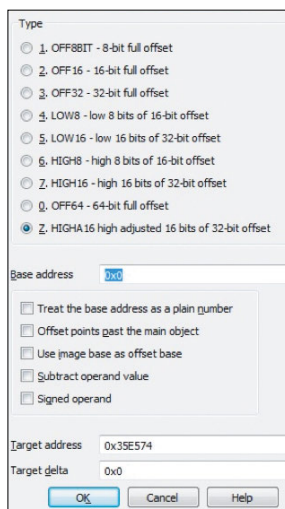 Type
1. OFF8BIT - 8-bit full offset
2. OFF16 - 16-bit full offset
3. OFF32 - 32-bit full offset
4. LOW8 - low 8 bits of 16-bit offset
5. LOW16 - low 16 bits of 32-bit offset
6. HIGH8 - high 8 bits of 16-bit offset
7. HIGH16 - high 16 bits of 32-bit offset
0. OFF64 - 64-bit full offset
Z. HIGHA16 high adjusted 16 bits of 32-bit offset
Base address 0x0
Treat the base address as a plain number
Offset points past the main object
Use image base as offset base
Subtract operand value
Signed operand
Target address 0x35E574
Target delta 0x0
OK Cancel Help